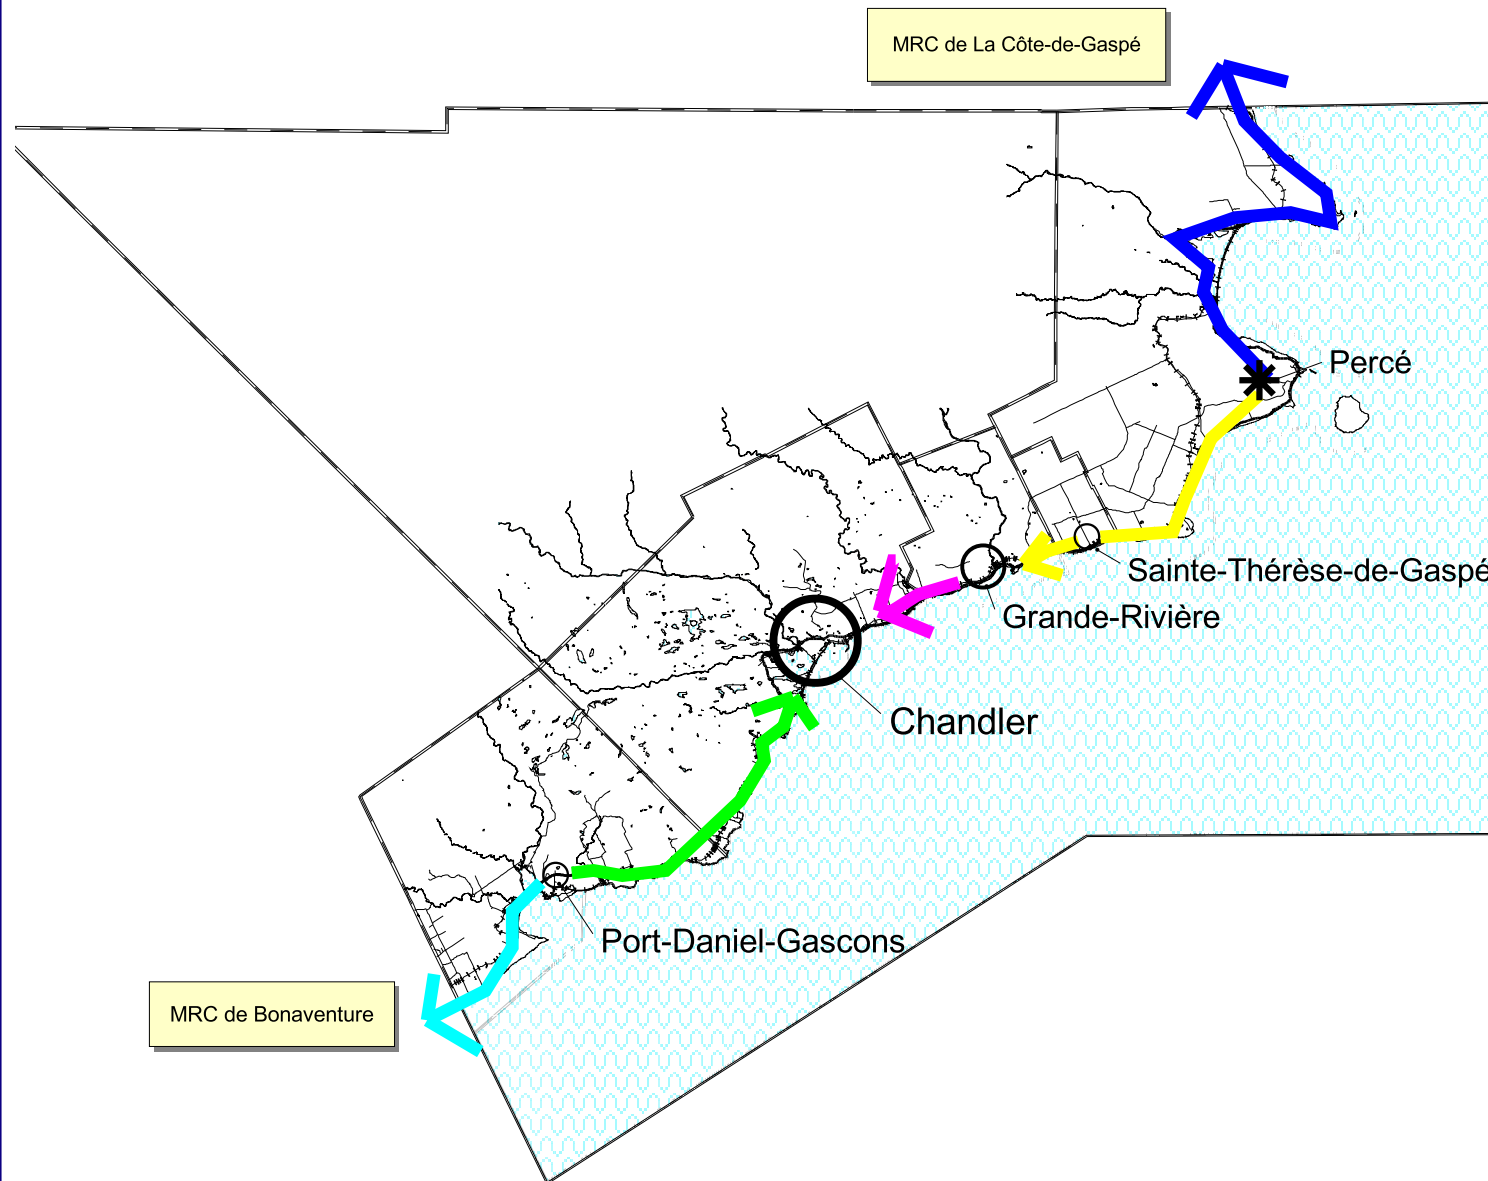 MRC de La Côte-de-Gaspé
Percé
Sainte-Thérèse-de-Gaspé
Grande-Rivière
Chandler
Port-Daniel-Gascons
MRC de Bonaventure